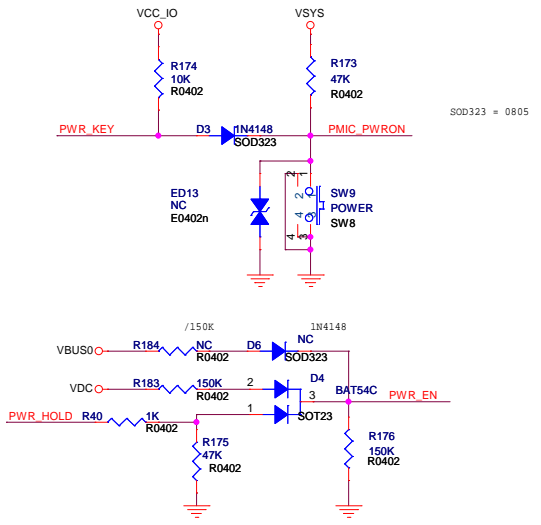 VCC_IO
VSYS
R174
10K
R0402
R173
47K
R0402
SOD323 = 0805
PWR_KEY
D3
1N4148
SOD323
PMIC_PWRON
ED13
NC
E0402n
2
1
2
1
4
3
4
3
SW9
POWER
SW8
/150K
1N4148
VBUS0
R184
NC
R0402
D6
NC
SOD323
VDC
R183
150K
R0402
2
D4
3
BAT54C
PWR_EN
PWR_HOLD
R40
1K
R0402
1
SOT23
R175
47K
R0402
R176
150K
R0402